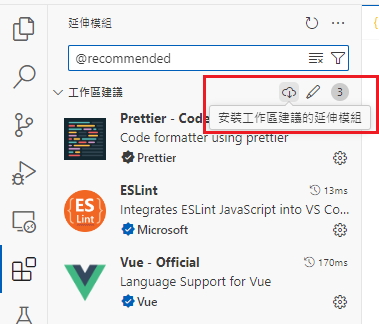 延伸模組
@recommended
工作區建議
3
安裝工作區建議的延伸模組
Prettier - Code
Code formatter using prettier
Prettier
ES
Lint
ESLint
13ms
Integrates ESLint JavaScript into VS Co...
Microsoft
Vue - Official
170ms
Language Support for Vue
Vue